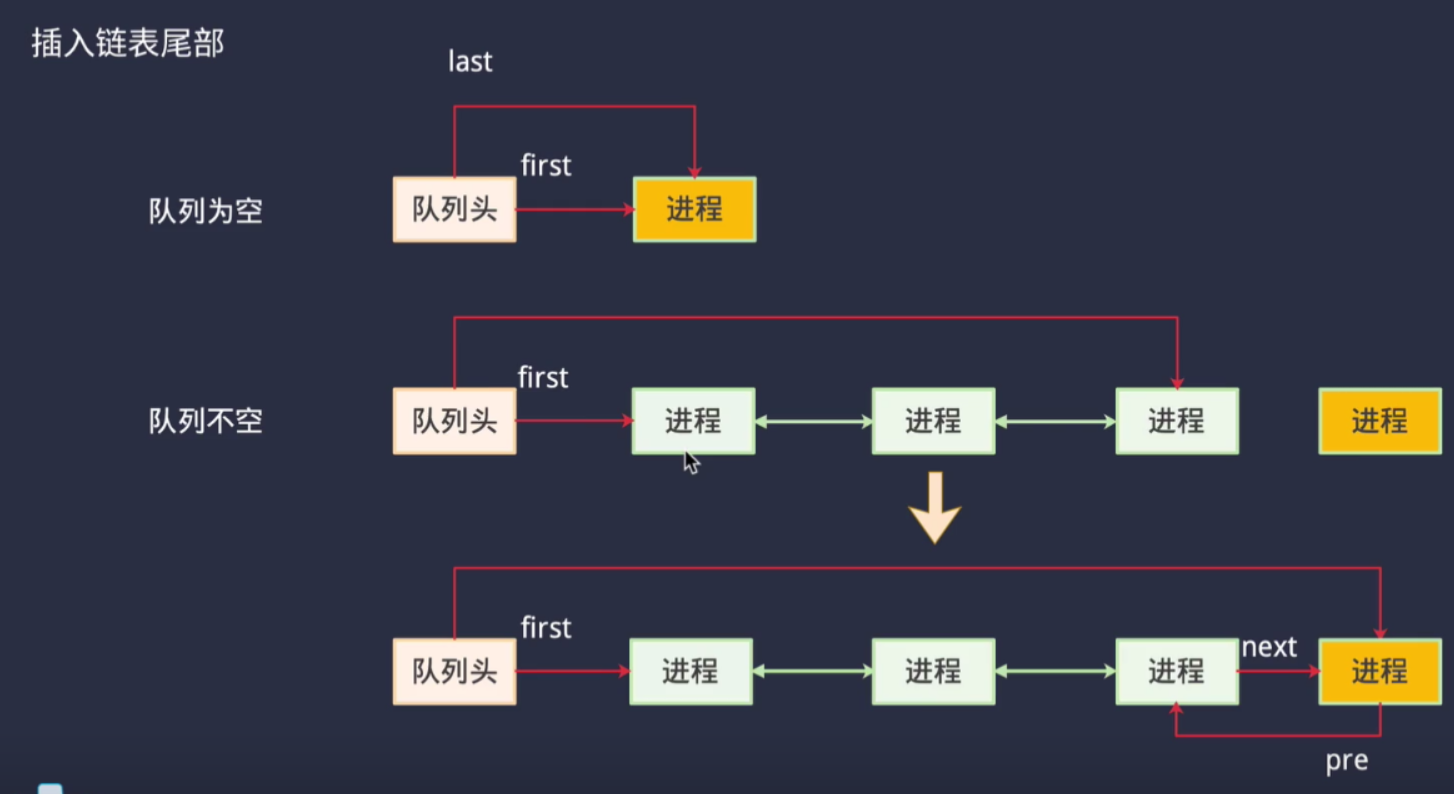 插入链表尾部
last
first
队列为空
队列头
进程
first
队列不空
队列头
进程
进程
进程
进程
first
队列头
进程
进程
进程
next
进程
pre